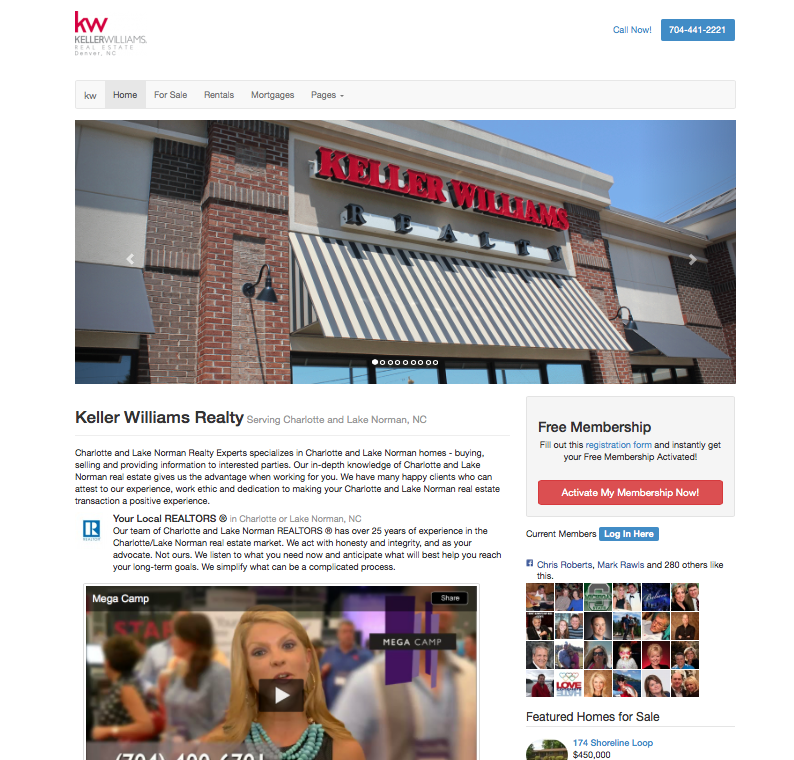 kw
KELLERWILLIAMS.
REAL ESTATE
Denver, NC
Call Now! 704-441-2221
kw Home For Sale Rentals Mortgages Pages
KELLER WILLIAMS
REALTY
Keller Williams Realty Serving Charlotte and Lake Norman, NC
Charlotte and Lake Norman Realty Experts specializes in Charlotte and Lake Norman homes - buying,
selling and providing information to interested parties. Our in-depth knowledge of Charlotte and Lake
Norman real estate gives us the advantage when working for you. We have many happy clients who can
attest to our experience, work ethic and dedication to making your Charlotte and Lake Norman real estate
transaction a positive experience.
R
REALTOR
Your Local REALTORS ® in Charlotte or Lake Norman, NC
Our team of Charlotte and Lake Norman REALTORS ® has over 25 years of experience in the
Charlotte/Lake Norman real estate market. We act with honesty and integrity, and as your
advocate. Not ours. We listen to what you need now and anticipate what will best help you reach
your long-term goals. We simplify what can be a complicated process.
Mega Camp
Share
MEGA CAMP
Free Membership
Fill out this registration form and instantly get
your Free Membership Activated!
Activate My Membership Now!
Current Members Log In Here
Chris Roberts, Mark Rawls and 280 others like
this.
Believe
LOVE
Featured Homes for Sale
174 Shoreline Loop
$450,000